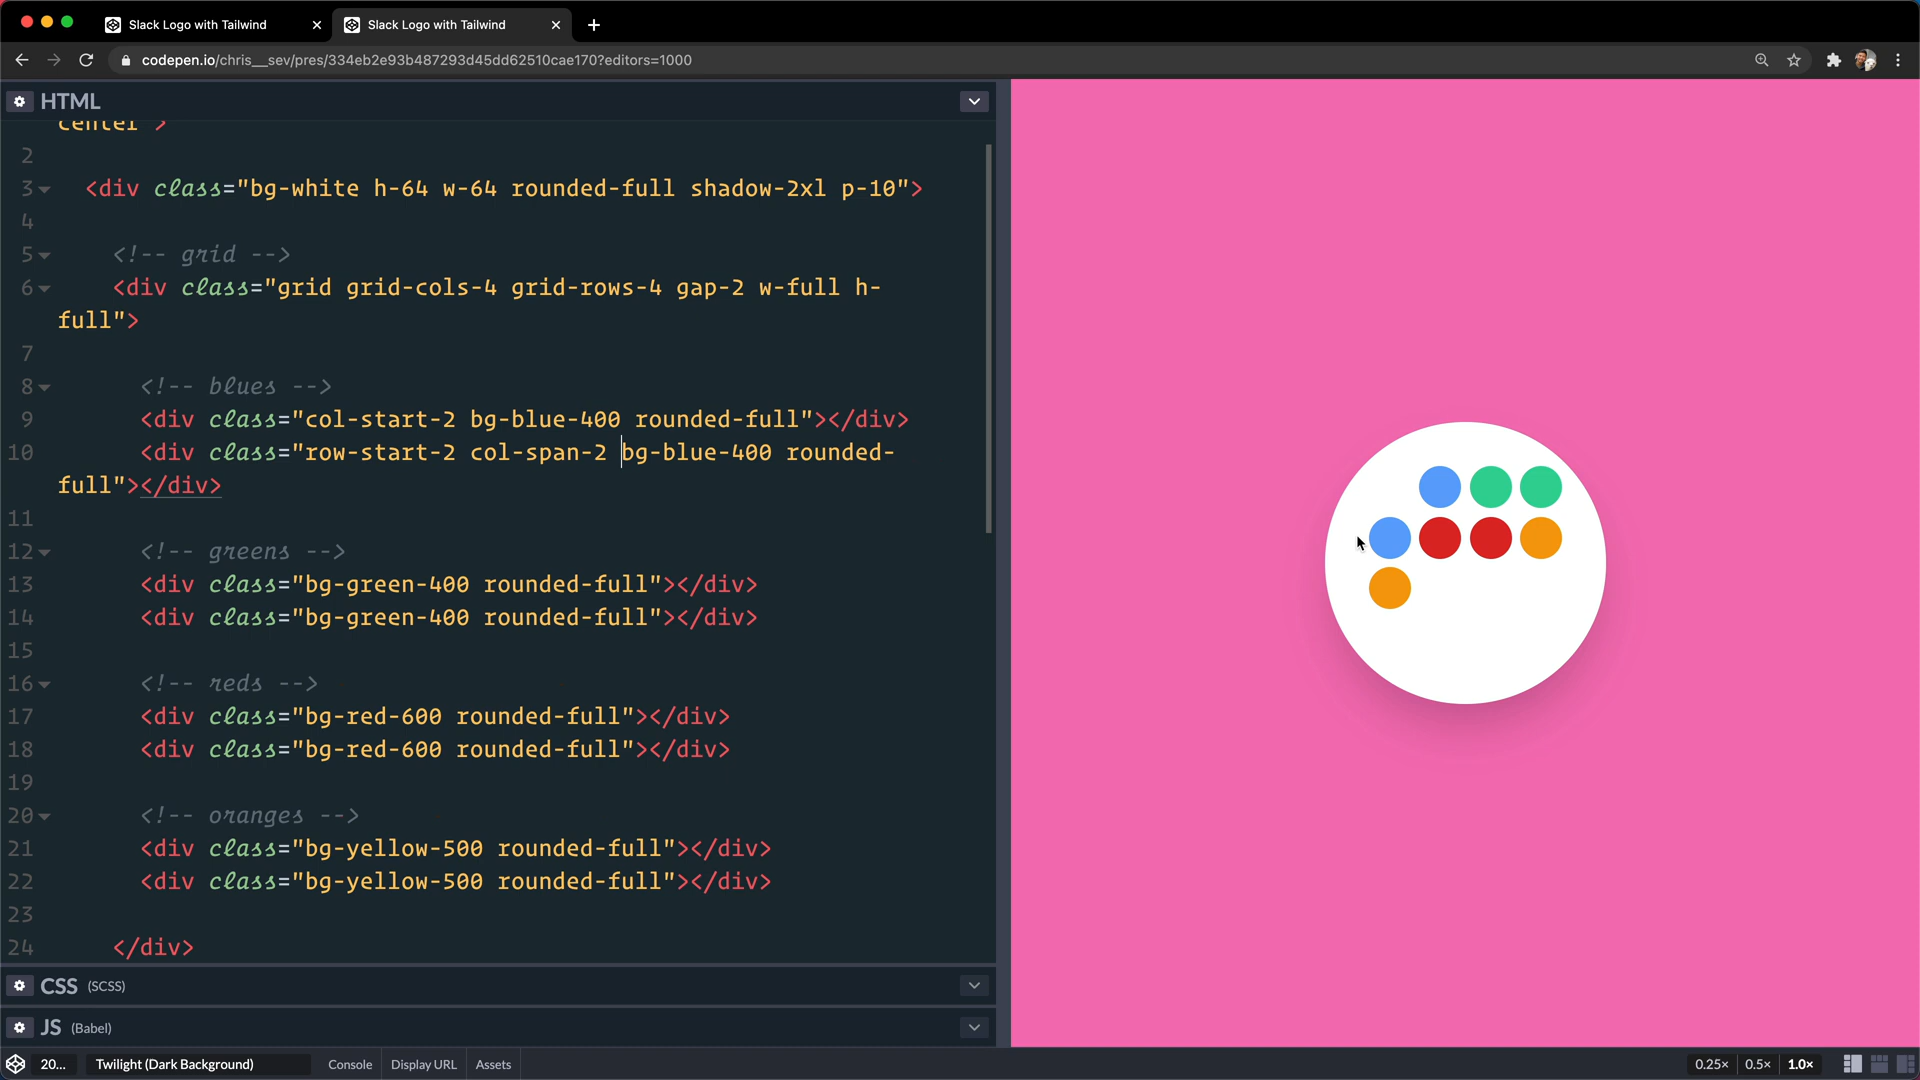 Slack Logo with Tailwind
Slack Logo with Tailwind
codepen.io/chris__sev/pres/334eb2e93b487293d45dd62510cae170?editors=1000
HTML
center">
2
3 <div class="bg-white h-64 w-64 rounded-full shadow-2xl p-10">
4
5 <!-- grid -->
6 <div class="grid grid-cols-4 grid-rows-4 gap-2 w-full h-
full">
7
8 <!-- blues -->
9 <div class="col-start-2 bg-blue-400 rounded-full"></div>
10 <div class="row-start-2 col-span-2 bg-blue-400 rounded-
full"></div>
11
12 <!-- greens -->
13 <div class="bg-green-400 rounded-full"></div>
14 <div class="bg-green-400 rounded-full"></div>
15
16 <!-- reds -->
17 <div class="bg-red-600 rounded-full"></div>
18 <div class="bg-red-600 rounded-full"></div>
19
20 <!-- oranges -->
21 <div class="bg-yellow-500 rounded-full"></div>
22 <div class="bg-yellow-500 rounded-full"></div>
23
24 </div>
CSS (SCSS)
JS (Babel)
20... Twilight (Dark Background) Console Display URL Assets 0.25× 0.5× 1.0×